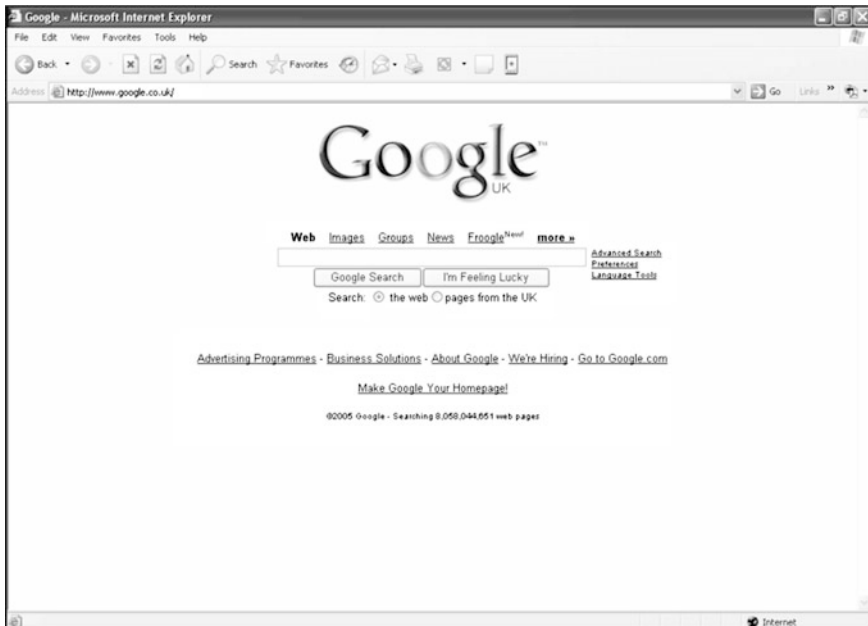 Google - Microsoft Internet Explorer
File Edit View Favorites Tools Help
Back Search Favorites
Address http://www.google.co.uk/ Go Links »
Google™
UK
Web Images Groups News Froogle New! more »
Advanced Search
Preferences
Language Tools
Google Search I'm Feeling Lucky
Search: the web pages from the UK
Advertising Programmes - Business Solutions - About Google - We're Hiring - Go to Google.com
Make Google Your Homepage!
©2005 Google - Searching 8,058,044,651 web pages
Internet